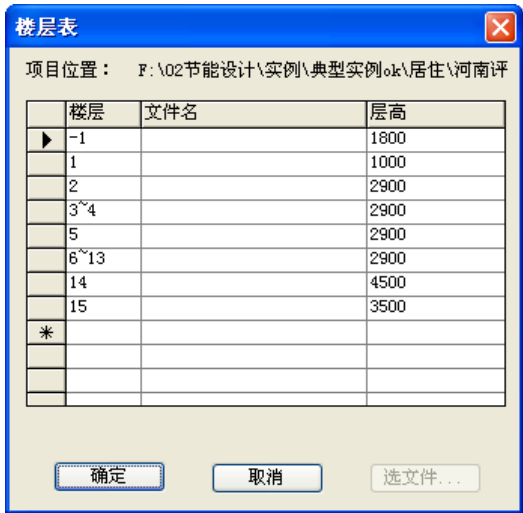 楼层表
项目位置： F:\02节能设计\实例\典型实例ok\居住\河南评
楼层 文件名 层高
-1 1800
1 1000
2 2900
3~4 2900
5 2900
6~13 2900
14 4500
15 3500
确定 取消 选文件...